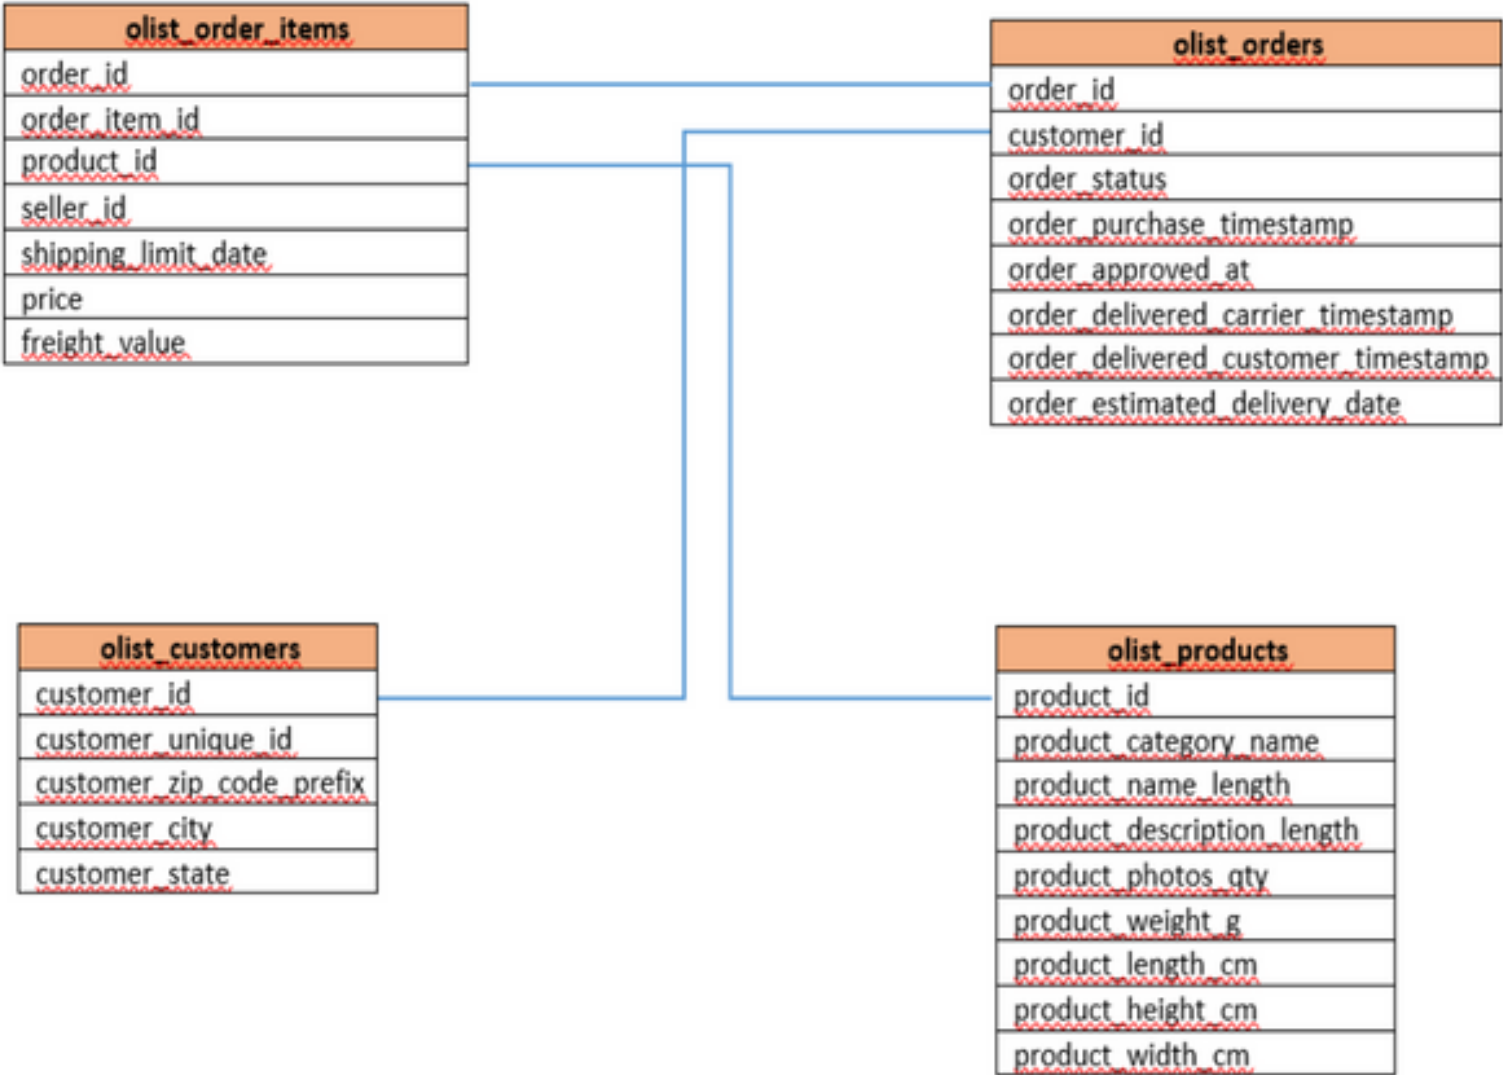 olist_order_items
order_id
order_item_id
product_id
seller_id
shipping_limit_date
price
freight_value
olist_orders
order_id
customer_id
order_status
order_purchase_timestamp
order_approved_at
order_delivered_carrier_timestamp
order_delivered_customer_timestamp
order_estimated_delivery_date
olist_customers
customer_id
customer_unique_id
customer_zip_code_prefix
customer_city
customer_state
olist_products
product_id
product_category_name
product_name_length
product_description_length
product_photos_qty
product_weight_g
product_length_cm
product_height_cm
product_width_cm